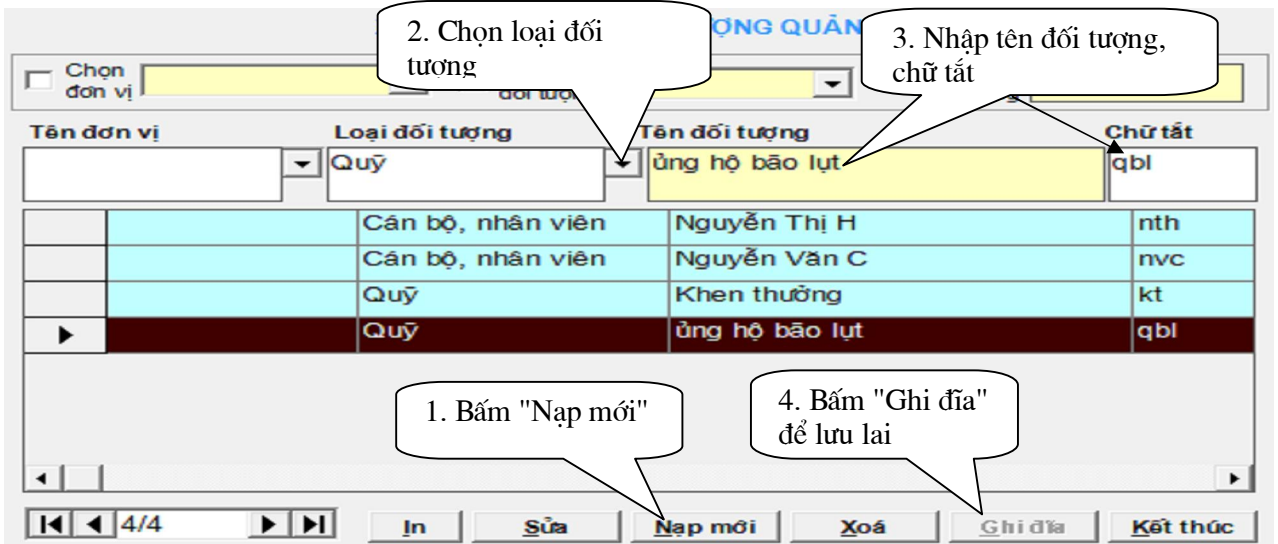 2. Chọn loại đối
tượng
ỢNG QUẢN
3. Nhập tên đối tượng,
chữ tắt
Chọn
đơn vị
Tên đơn vị Loại đối tượng Tên đối tượng Chữ tắt
Quỹ ủng hộ bão lụt qbl
Cán bộ, nhân viên Nguyễn Thị H nth
Cán bộ, nhân viên Nguyễn Văn C nvc
Quỹ Khen thưởng kt
Quỹ ủng hộ bão lụt qbl
1. Bấm "Nạp mới"
4. Bấm "Ghi đĩa"
để lưu lai
4/4 In Sửa Nạp mới Xoá Ghi đĩa Kết thúc